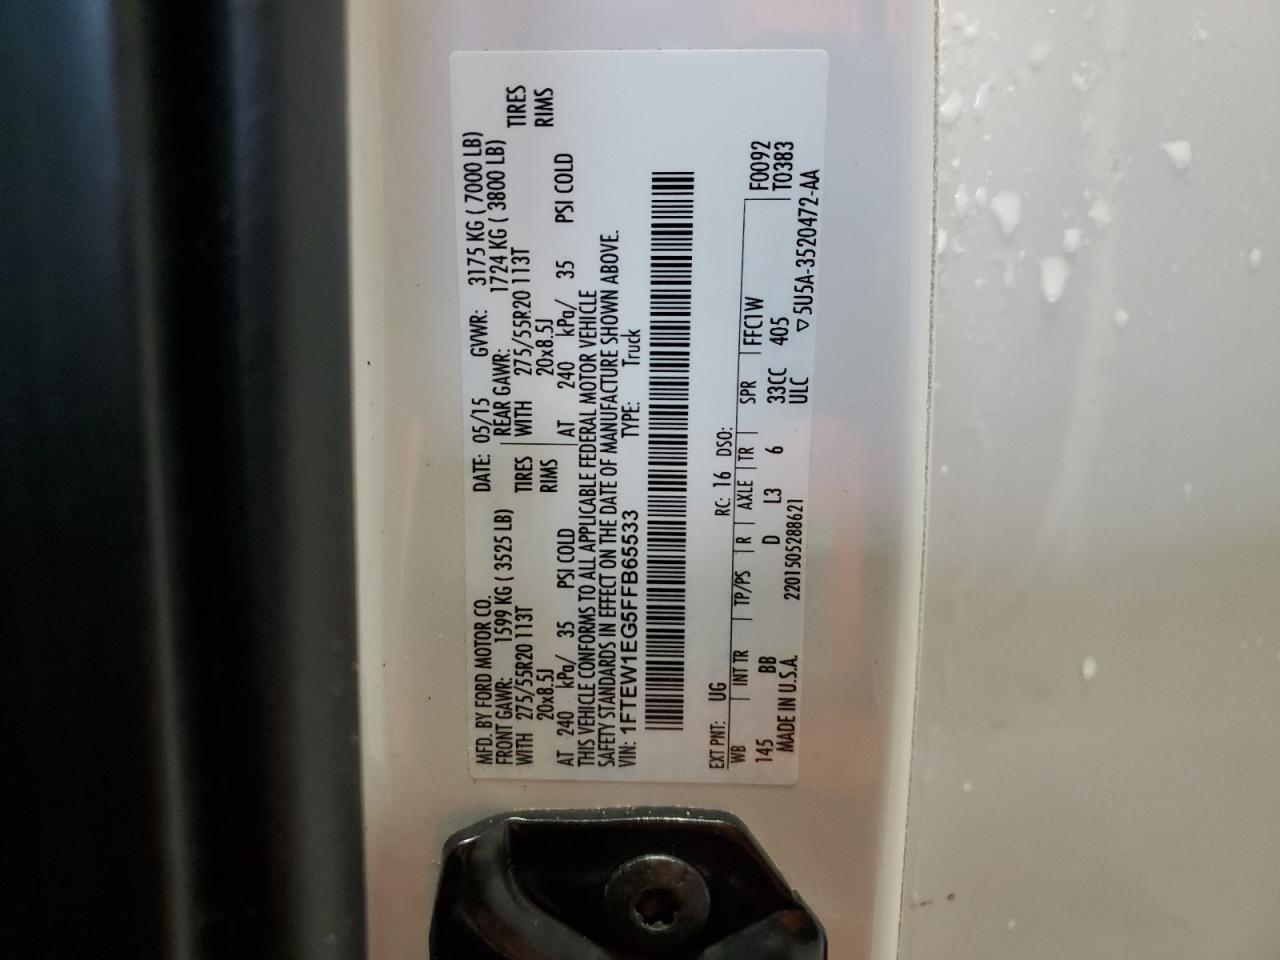 MFD. BY FORD MOTOR CO. DATE: 05/15 GVWR: 3175 KG ( 7000 LB)
FRONT GAWR: 1599 KG ( 3525 LB) REAR GAWR: 1724 KG ( 3800 LB)
WITH 275/55R20 113T TIRES WITH 275/55R20 113T TIRES
20x8.5J RIMS 20x8.5J RIMS
AT 240 kPa/ 35 PSI COLD AT 240 kPa/ 35 PSI COLD
THIS VEHICLE CONFORMS TO ALL APPLICABLE FEDERAL MOTOR VEHICLE
SAFETY STANDARDS IN EFFECT ON THE DATE OF MANUFACTURE SHOWN ABOVE.
VIN: 1FTEW1EG5FFB65533 TYPE: Truck
EXT PNT: UG RC: 16 DSO:
WB INT TR TP/PS R AXLE TR SPR FFC1W F0092
145 BB D L3 6 33CC 405 T0383
MADE IN U.S.A. 2201505288621 ULC ▽5U5A-3520472-AA